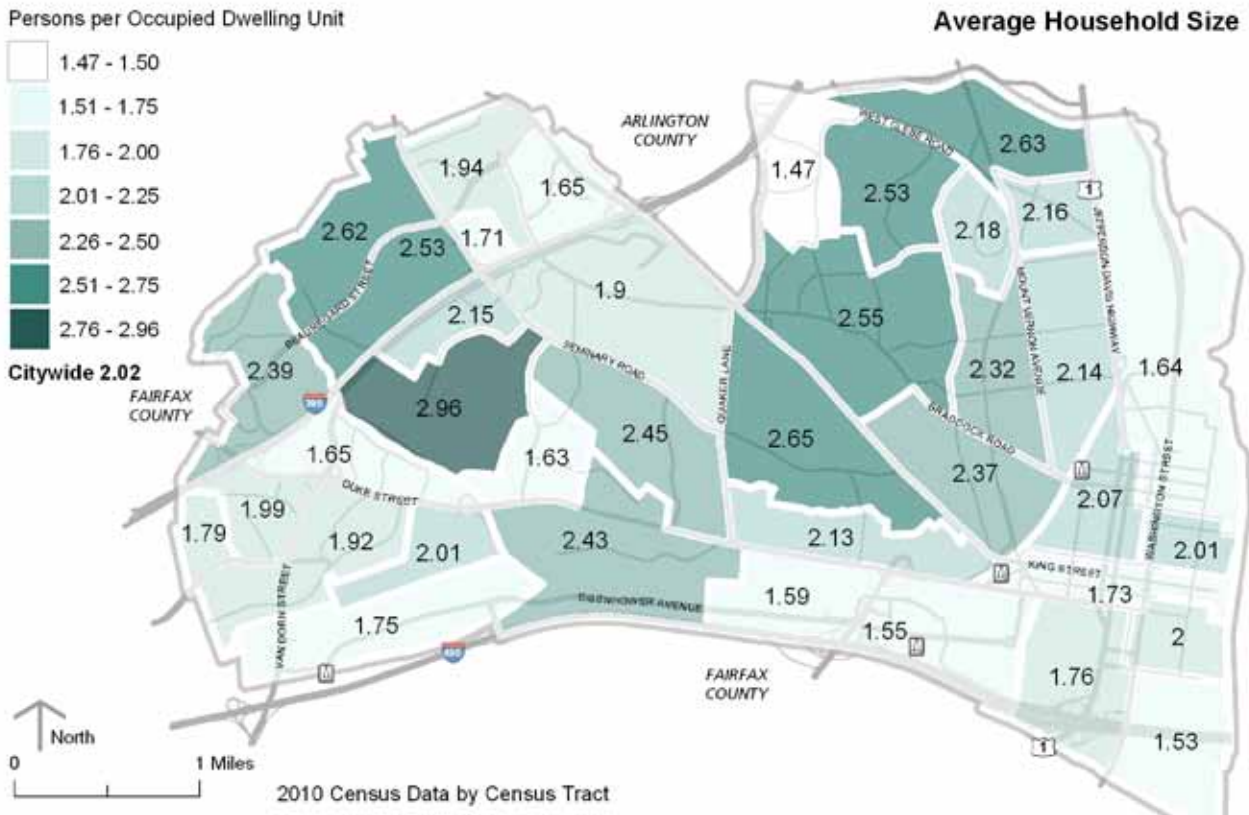 Persons per Occupied Dwelling Unit
Average Household Size
1.47 - 1.50
1.51 - 1.75
1.76 - 2.00
2.01 - 2.25
2.26 - 2.50
2.51 - 2.75
2.76 - 2.96
Citywide 2.02
ARLINGTON
COUNTY
WEST GLEBE ROAD
2.63
1.94
1.65
1.47
2.53
1
2.16
2.18
2.62
2.53
1.71
JEFFERSON DAVIS HIGHWAY
MOUNT VERNON AVENUE
BEAUREGARD STREET
1.9
2.15
2.55
SEMINARY ROAD
QUAKER LANE
2.39
FAIRFAX
COUNTY
395
2.32
2.14
1.64
2.96
2.45
2.65
BRADDOCK ROAD
1.65
1.63
2.37
M
DUKE STREET
WASHINGTON STREET
1.99
1.79
1.92
2.01
2.43
2.13
2.07
2.01
KING STREET
M
1.73
EISENHOWER AVENUE
1.59
VAN DORN STREET
1.75
1.55
M
2
495
M
FAIRFAX
COUNTY
1.76
1.53
1
North
0
1 Miles
2010 Census Data by Census Tract